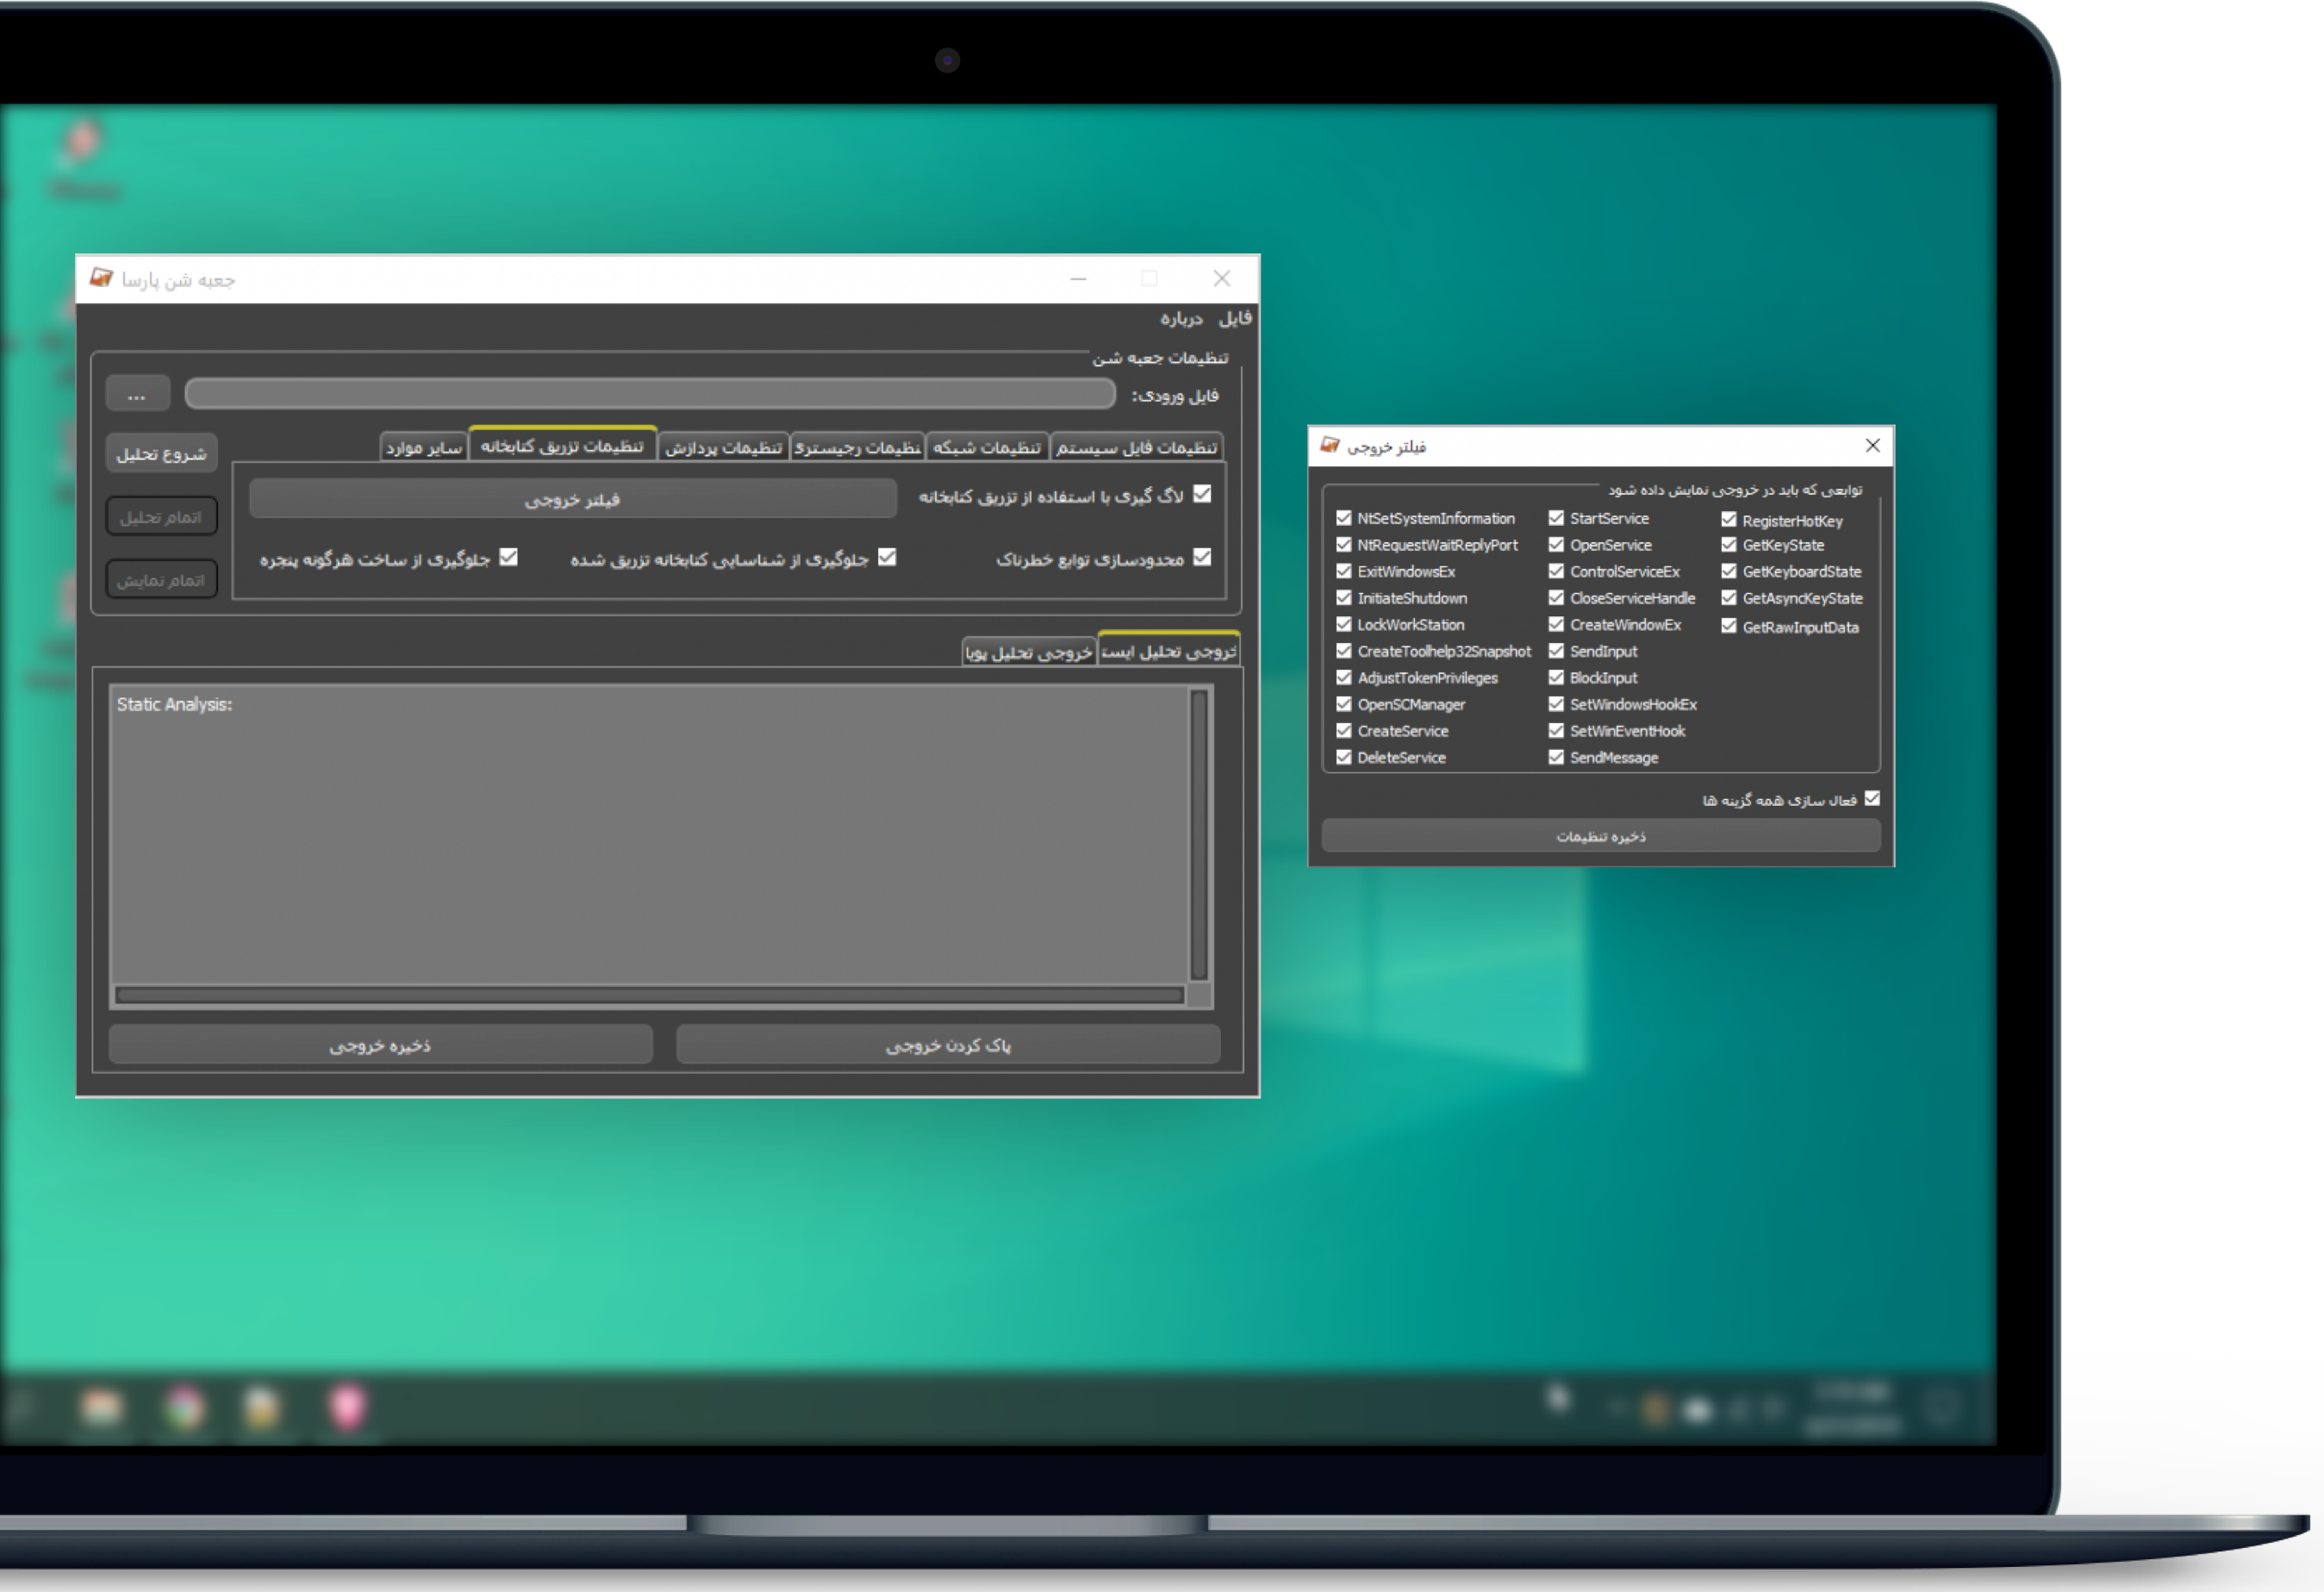 جعبه شن پارسا
فایل درباره
تنظیمات جعبه شن
فایل ورودی:
...
تنظیمات فایل سیستم
تنظیمات شبکه
نظیمات رجیستری
تنظیمات پردازش
تنظیمات تزریق کتابخانه
سایر موارد
شروع تحلیل
اتمام تحلیل
اتمام نمایش
لاگ گیری با استفاده از تزریق کتابخانه
فیلتر خروجی
محدودسازی توابع خطرناک
جلوگیری از شناسایی کتابخانه تزریق شده
جلوگیری از ساخت هرگونه پنجره
خروجی تحلیل ایست
خروجی تحلیل پویا
Static Analysis:
پاک کردن خروجی
ذخیره خروجی
فیلتر خروجی
توابعی که باید در خروجی نمایش داده شود
NtSetSystemInformation
NtRequestWaitReplyPort
ExitWindowsEx
InitiateShutdown
LockWorkStation
CreateToolhelp32Snapshot
AdjustTokenPrivileges
OpenSCManager
CreateService
DeleteService
StartService
OpenService
ControlServiceEx
CloseServiceHandle
CreateWindowEx
SendInput
BlockInput
SetWindowsHookEx
SetWinEventHook
SendMessage
RegisterHotKey
GetKeyState
GetKeyboardState
GetAsyncKeyState
GetRawInputData
فعال سازی همه گزینه ها
ذخیره تنظیمات